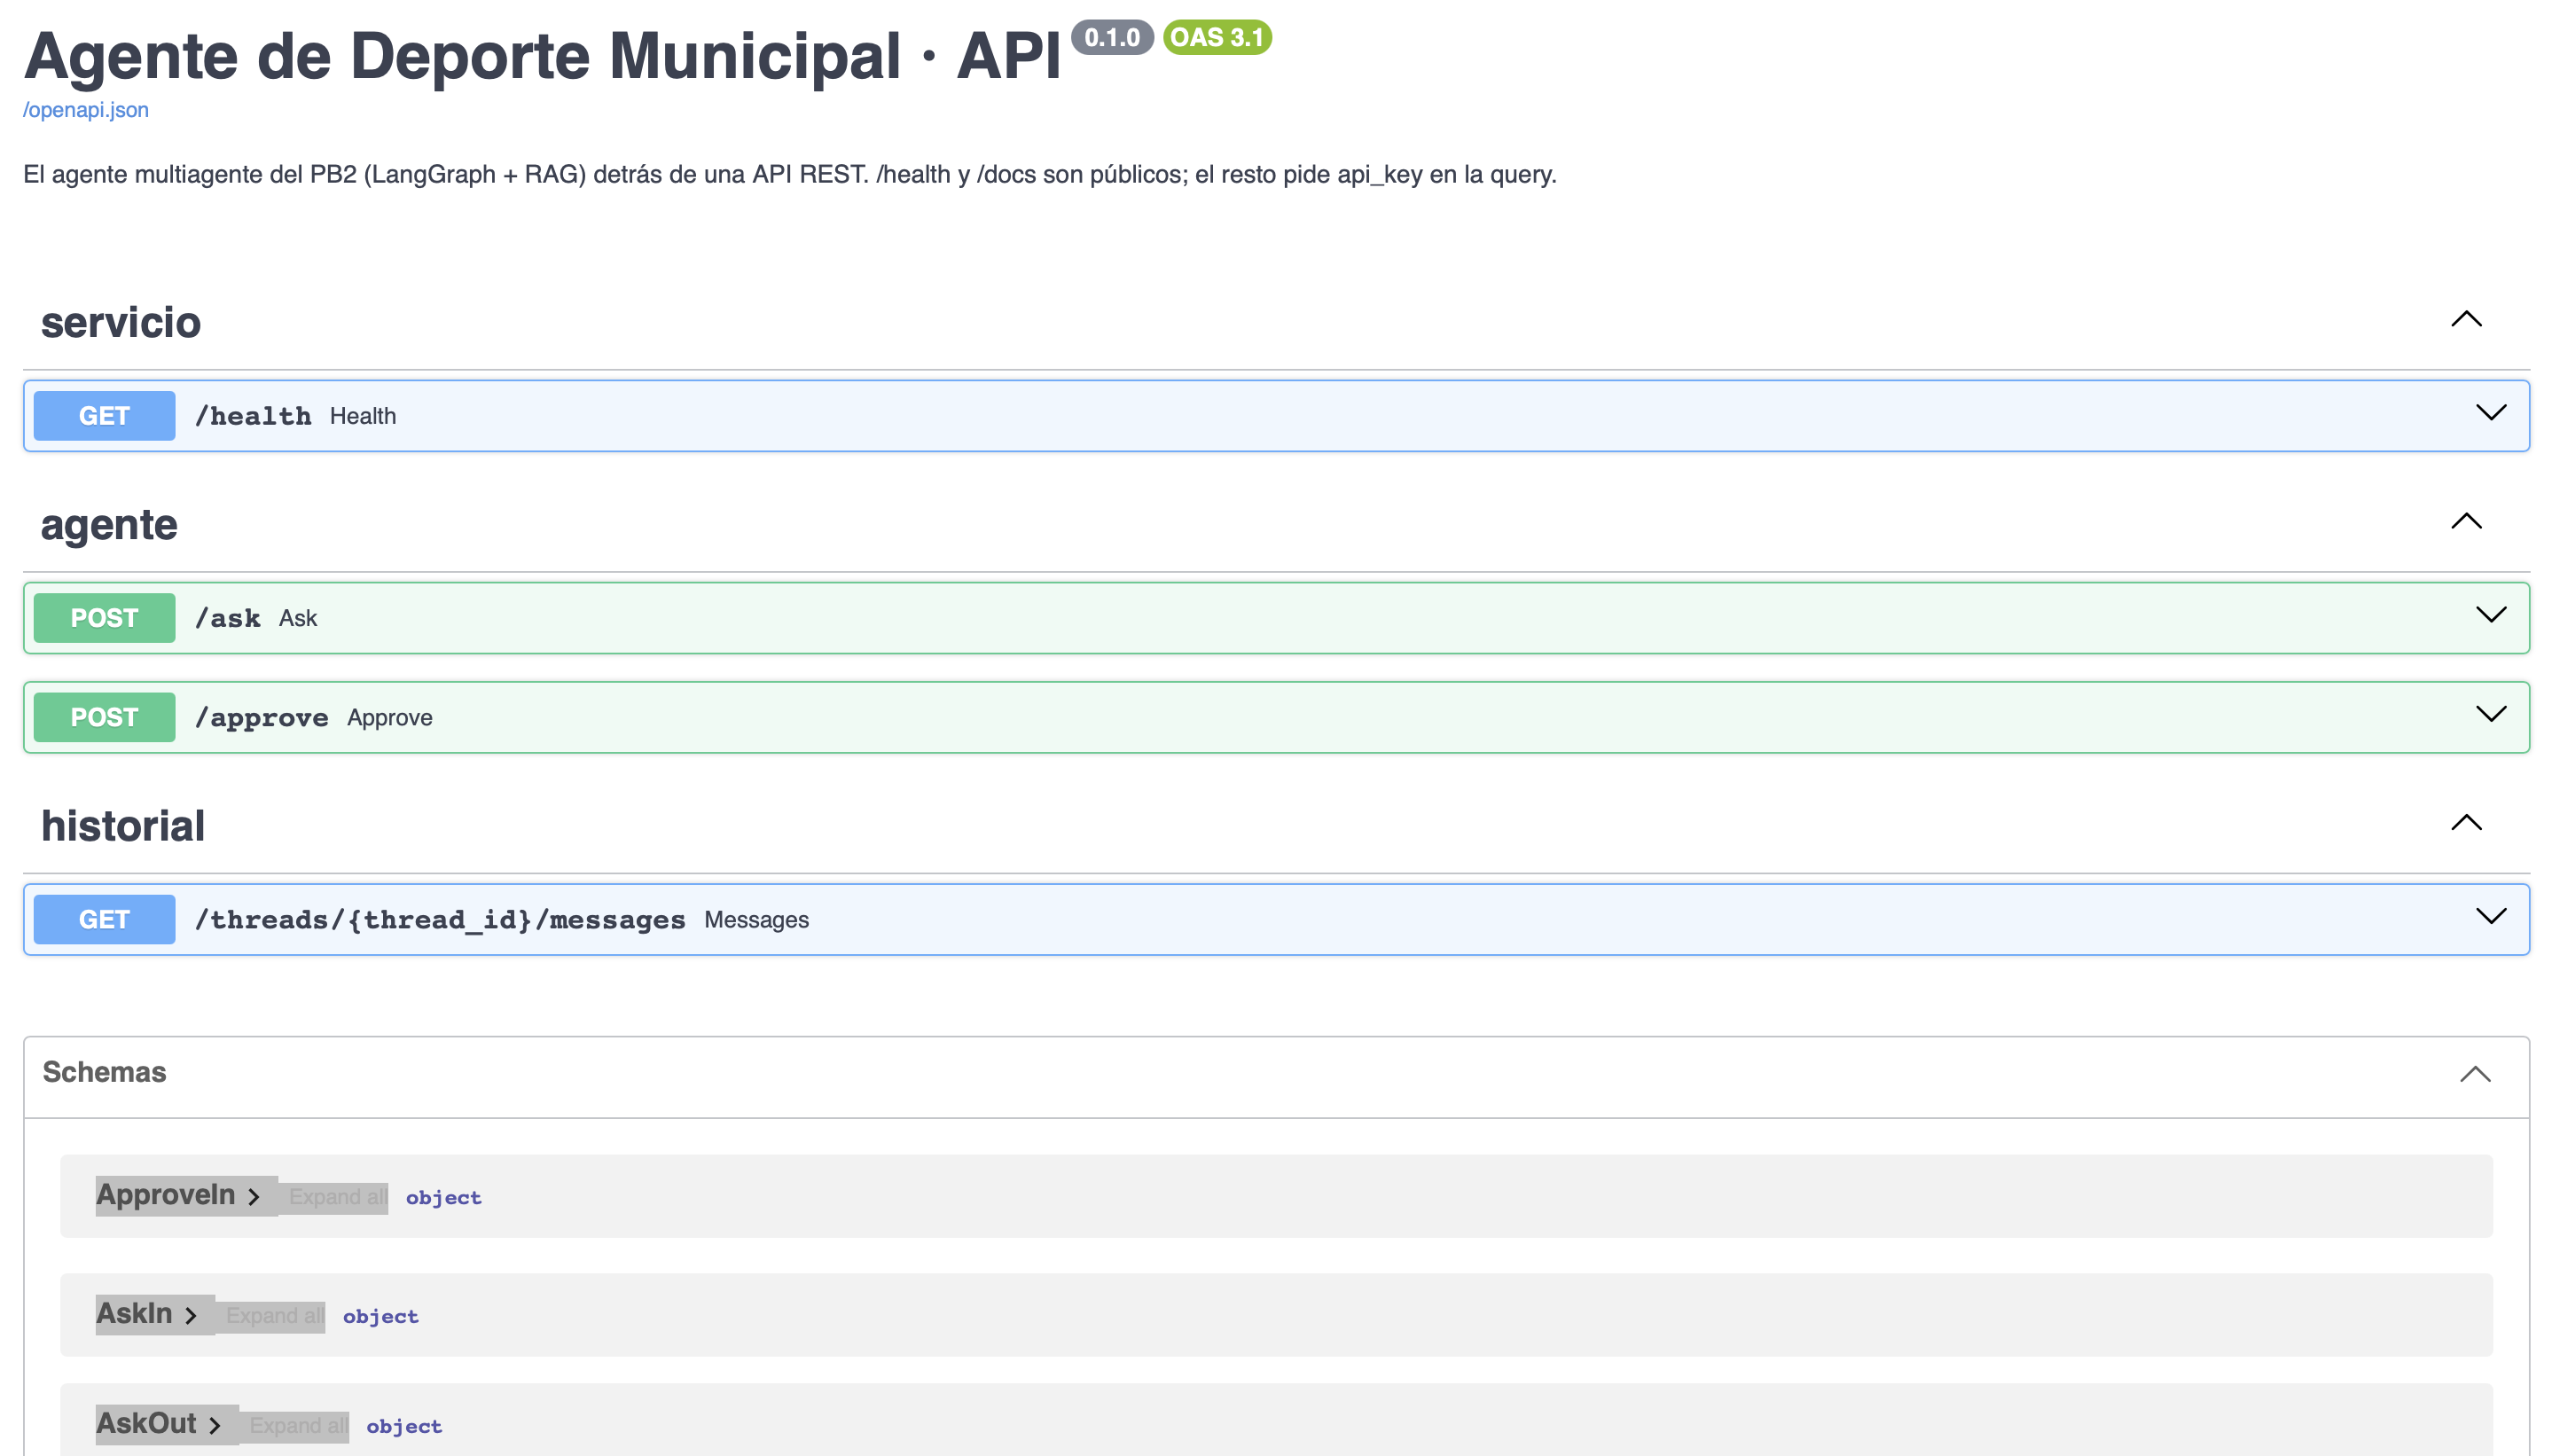 Agente de Deporte Municipal · API 0.1.0 OAS 3.1
/openapi.json
El agente multiagente del PB2 (LangGraph + RAG) detrás de una API REST. /health y /docs son públicos; el resto pide api_key en la query.
servicio
GET /health Health
agente
POST /ask Ask
POST /approve Approve
historial
GET /threads/{thread_id}/messages Messages
Schemas
ApproveIn Expand all object
AskIn Expand all object
AskOut Expand all object